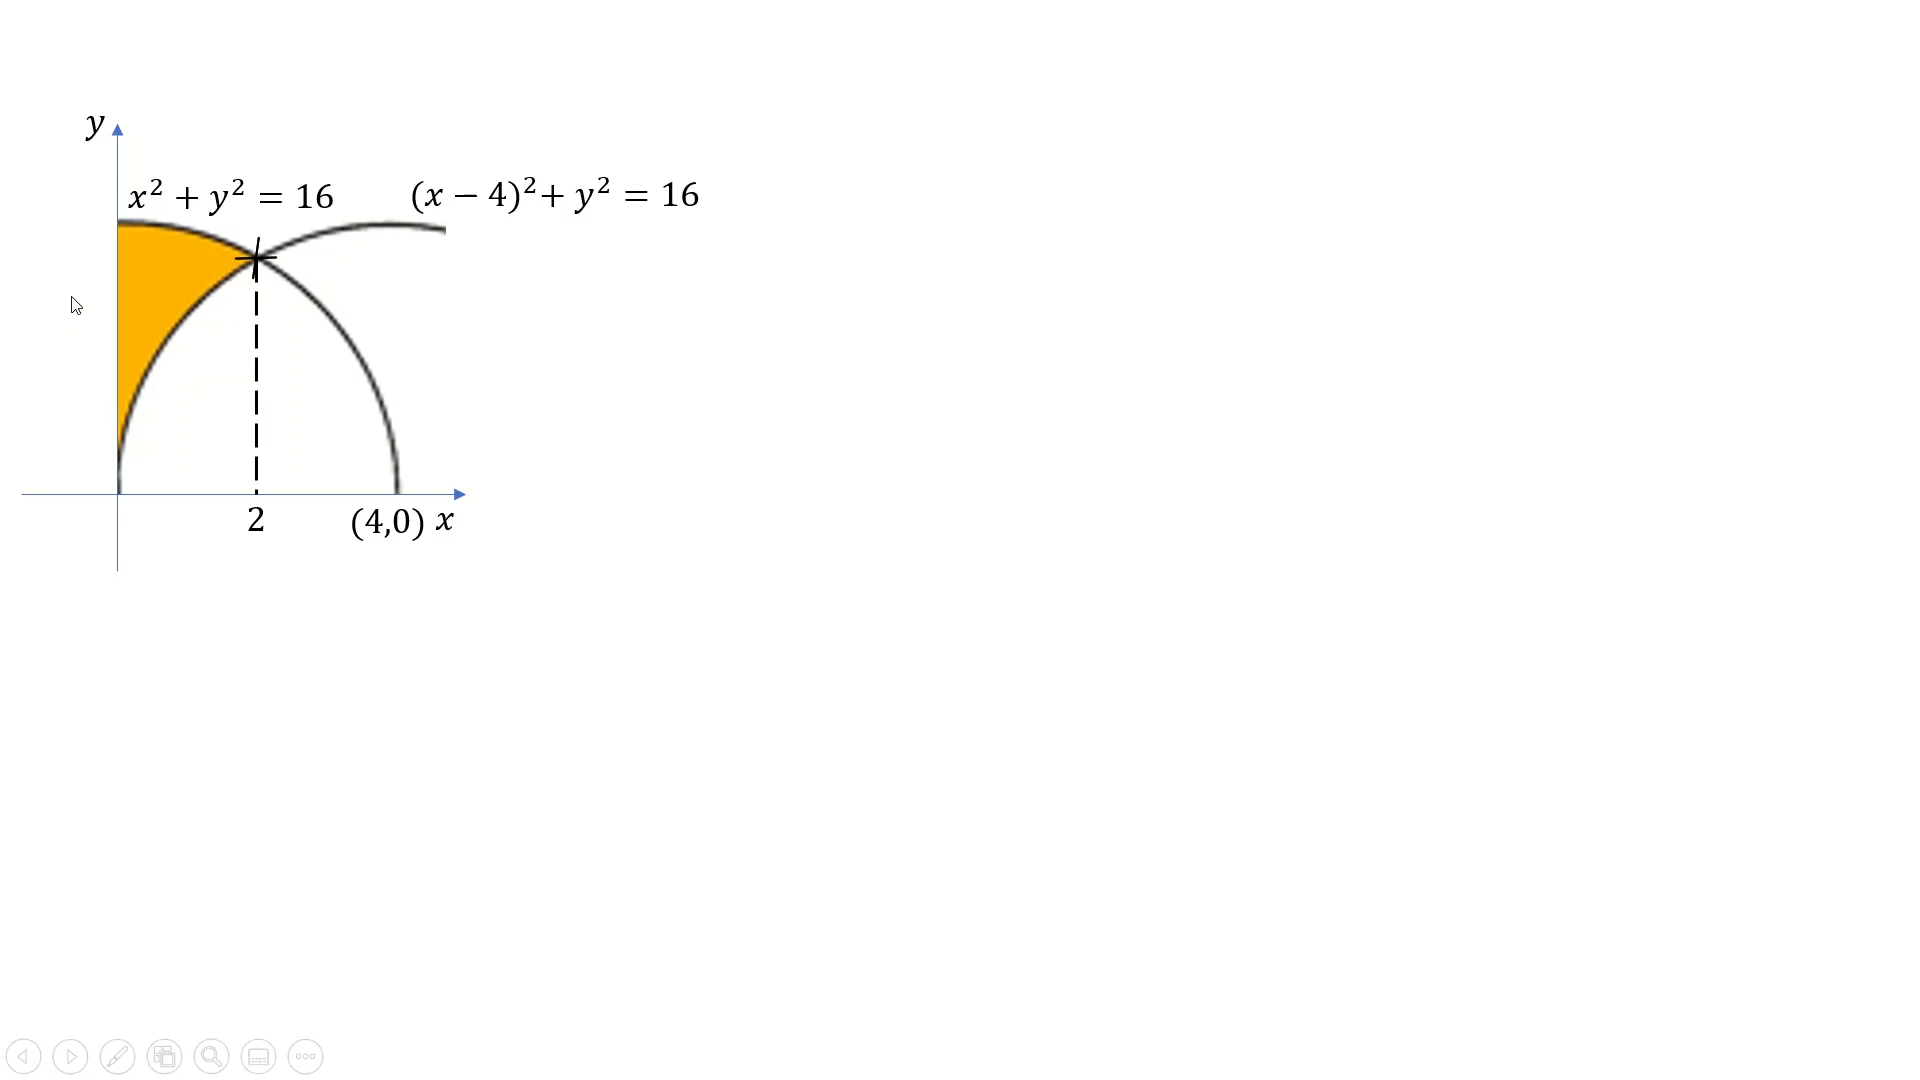 y
x² + y² = 16
(x − 4)²+ y² = 16
2
(4,0)
x